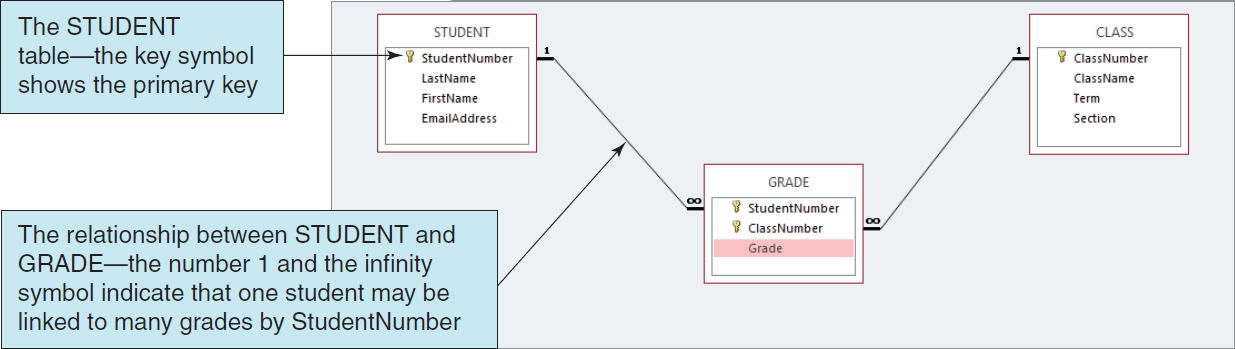 The STUDENT
table—the key symbol
shows the primary key
STUDENT
StudentNumber
LastName
FirstName
EmailAddress
1
∞
GRADE
StudentNumber
ClassNumber
Grade
∞
1
CLASS
ClassNumber
ClassName
Term
Section
The relationship between STUDENT and
GRADE—the number 1 and the infinity
symbol indicate that one student may be
linked to many grades by StudentNumber